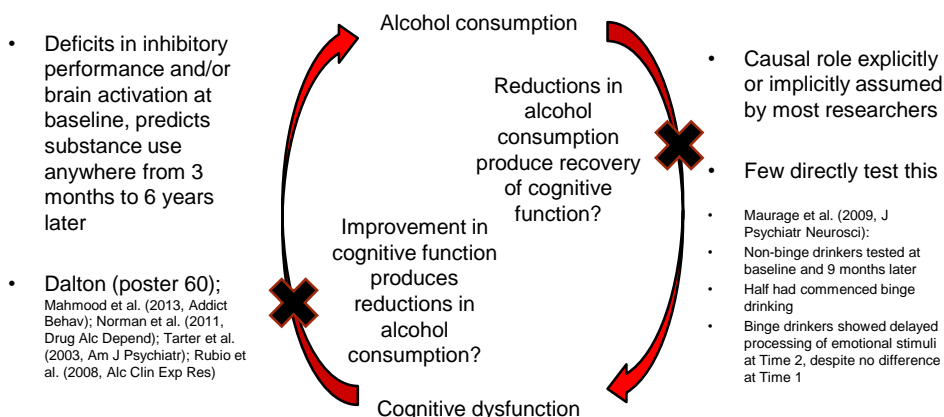 • Deficits in inhibitory
performance and/or
brain activation at
baseline, predicts
substance use
anywhere from 3
months to 6 years
later
• Dalton (poster 60);
Mahmood et al. (2013, Addict
Behav); Norman et al. (2011,
Drug Alc Depend); Tarter et al.
(2003, Am J Psychiatr); Rubio et
al. (2008, Alc Clin Exp Res)
Alcohol consumption
Reductions in
alcohol
consumption
produce recovery
of cognitive
function?
Improvement in
cognitive function
produces
reductions in
alcohol
consumption?
Cognitive dysfunction
• Causal role explicitly
or implicitly assumed
by most researchers
• Few directly test this
• Maurage et al. (2009, J
Psychiatr Neurosci):
• Non-binge drinkers tested at
baseline and 9 months later
• Half had commenced binge
drinking
• Binge drinkers showed delayed
processing of emotional stimuli
at Time 2, despite no difference
at Time 1